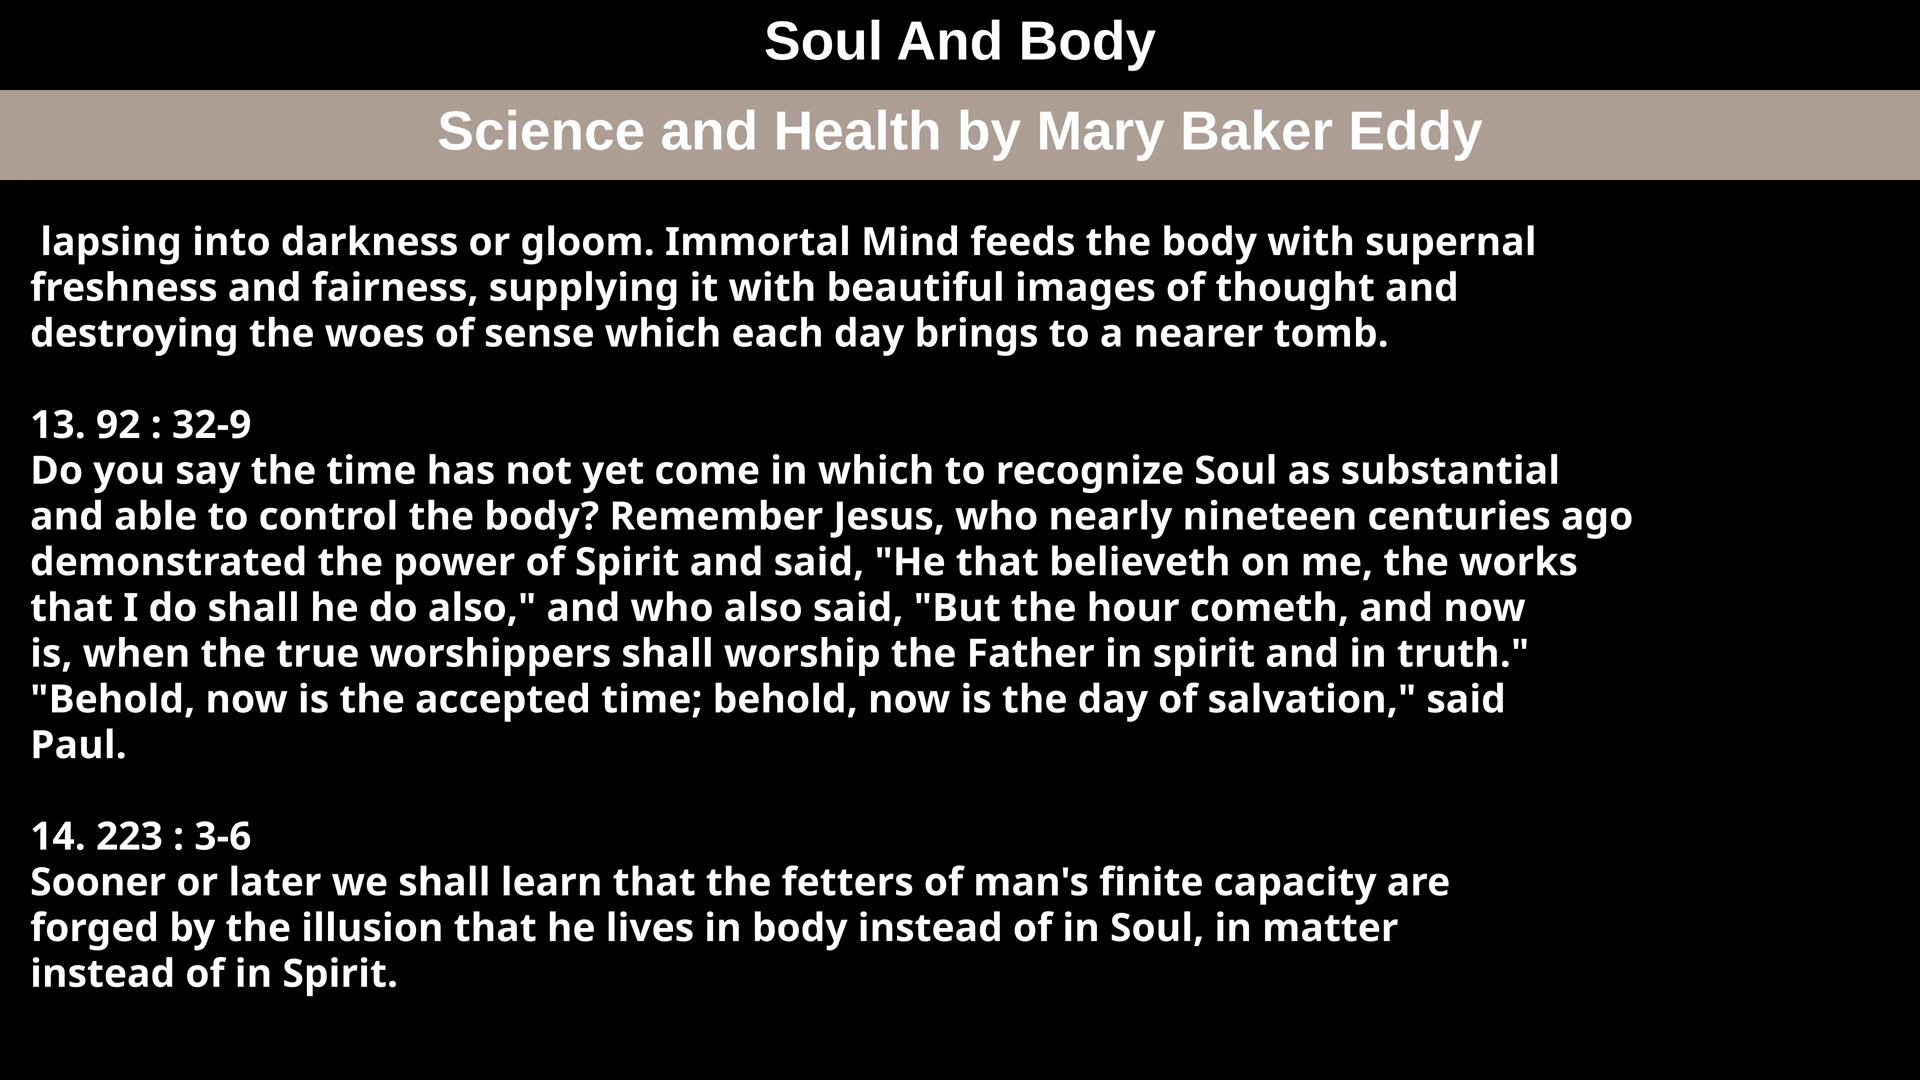 Soul And Body
Science and Health by Mary Baker Eddy
lapsing into darkness or gloom. Immortal Mind feeds the body with supernal
freshness and fairness, supplying it with beautiful images of thought and
destroying the woes of sense which each day brings to a nearer tomb.
13. 92 : 32-9
Do you say the time has not yet come in which to recognize Soul as substantial
and able to control the body? Remember Jesus, who nearly nineteen centuries ago
demonstrated the power of Spirit and said, "He that believeth on me, the works
that I do shall he do also," and who also said, "But the hour cometh, and now
is, when the true worshippers shall worship the Father in spirit and in truth."
"Behold, now is the accepted time; behold, now is the day of salvation," said
Paul.
14. 223 : 3-6
Sooner or later we shall learn that the fetters of man's finite capacity are
forged by the illusion that he lives in body instead of in Soul, in matter
instead of in Spirit.